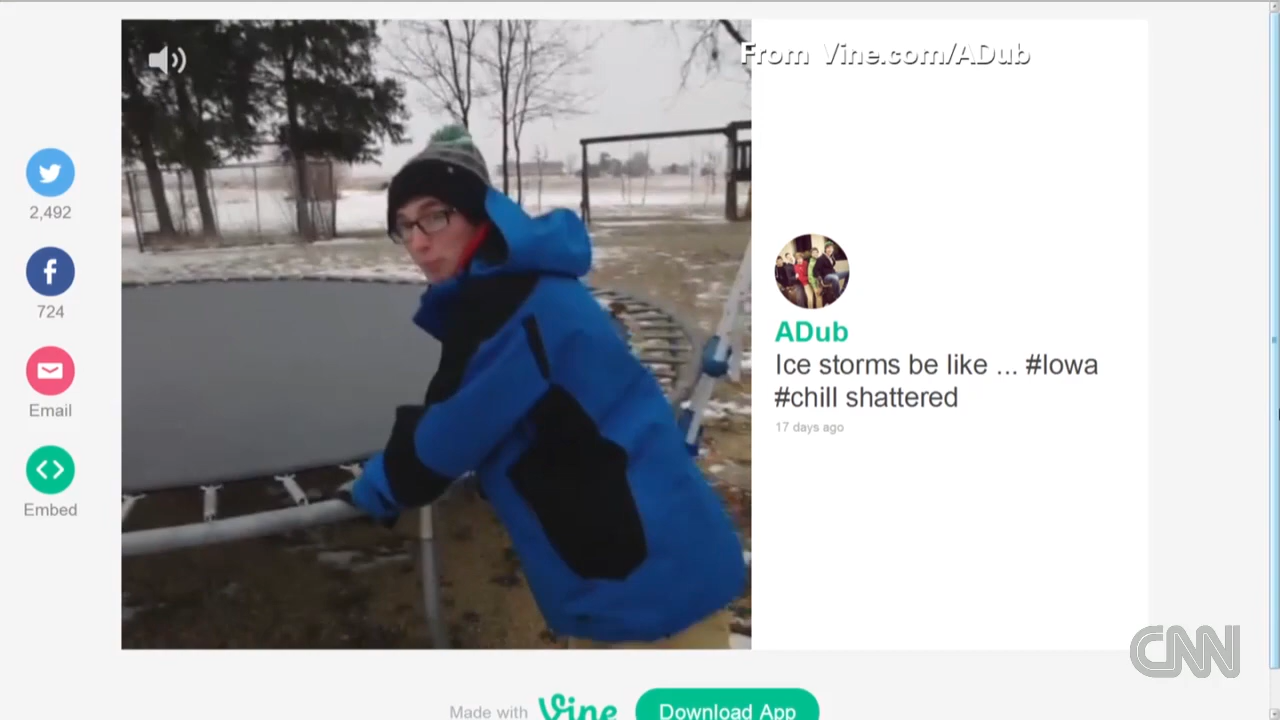 From Vine.com/ADub
2,492
724
Email
Embed
ADub
Ice storms be like ... #Iowa
#chill shattered
17 days ago
CNN
Made with Vine Download App